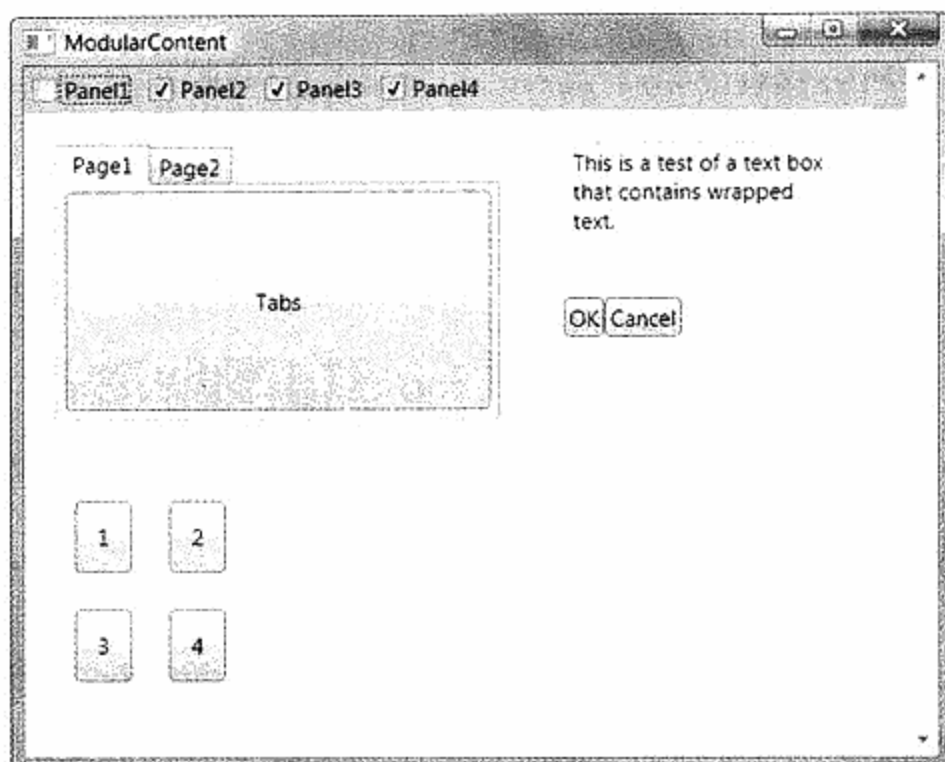 ModularContent
Panel1 Panel2 Panel3 Panel4
Page1 Page2
Tabs
This is a test of a text box
that contains wrapped
text.
OK Cancel
1 2
3 4